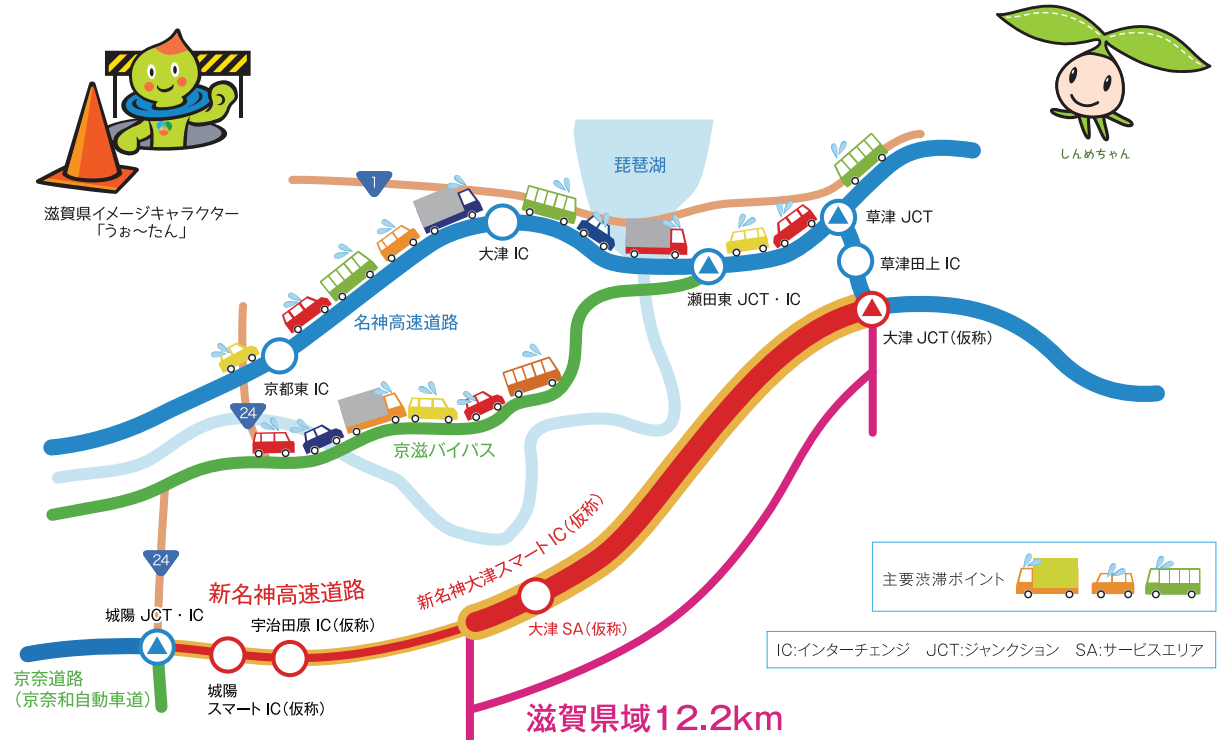 滋賀県イメージキャラクター
「うぉ〜たん」
しんめちゃん
1
琵琶湖
大津 IC
草津 JCT
草津田上 IC
瀬田東 JCT・IC
大津 JCT(仮称)
名神高速道路
京都東 IC
24
京滋バイパス
24
新名神大津スマート IC(仮称)
大津 SA(仮称)
新名神高速道路
城陽 JCT・IC
宇治田原 IC(仮称)
城陽
スマート IC(仮称)
京奈道路
(京奈和自動車道)
滋賀県域12.2km
主要渋滞ポイント
IC:インターチェンジ JCT:ジャンクション SA:サービスエリア